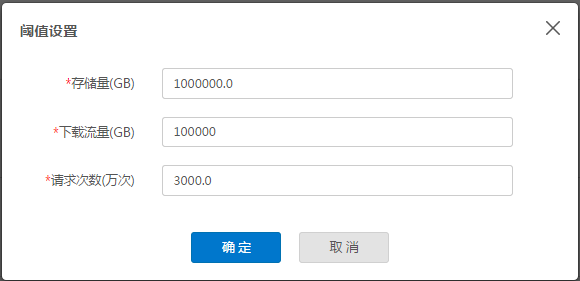 阈值设置
*存储量(GB) 1000000.0
*下载流量(GB) 100000
*请求次数(万次) 3000.0
确定 取消